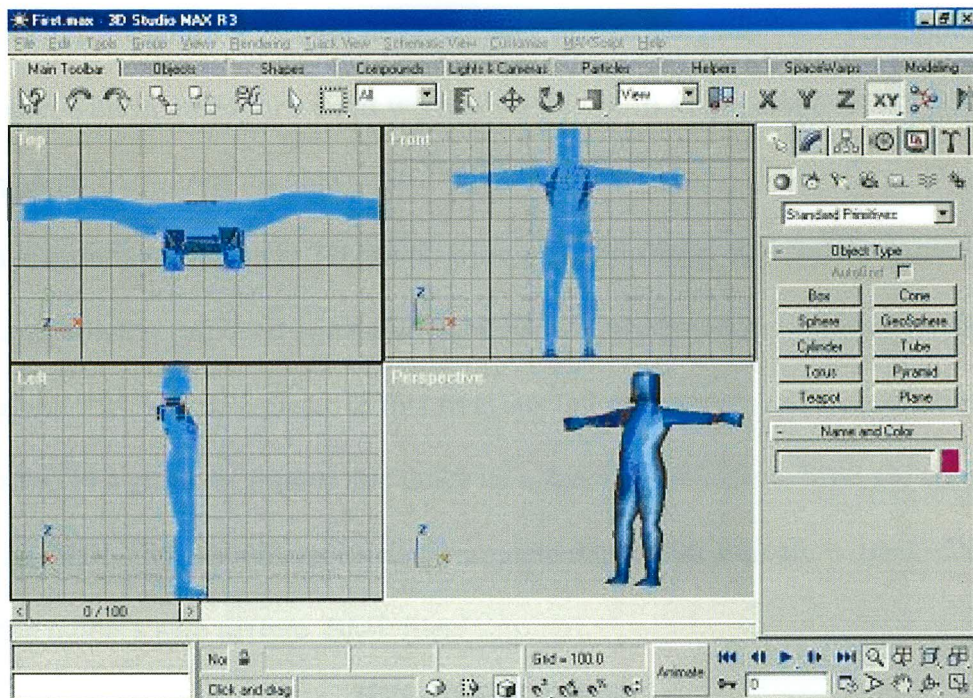 First.max - 3D Studio MAX R3
File Edit Tools Group Views Rendering Track View Schematic View Customize MAXScript Help
Main Toolbar Objects Shapes Compounds Lights & Cameras Particles Helpers SpaceWarps Modeling
All View X Y Z XY
Top Front
Standard Primitives
Object Type
AutoGrid
Box Cone
Sphere GeoSphere
Cylinder Tube
Torus Pyramid
Teapot Plane
Left Perspective
Name and Color
Z X
Z X
Z X
Z X
0 / 100
Nor Grid = 100.0 Animate
Click and drag 0